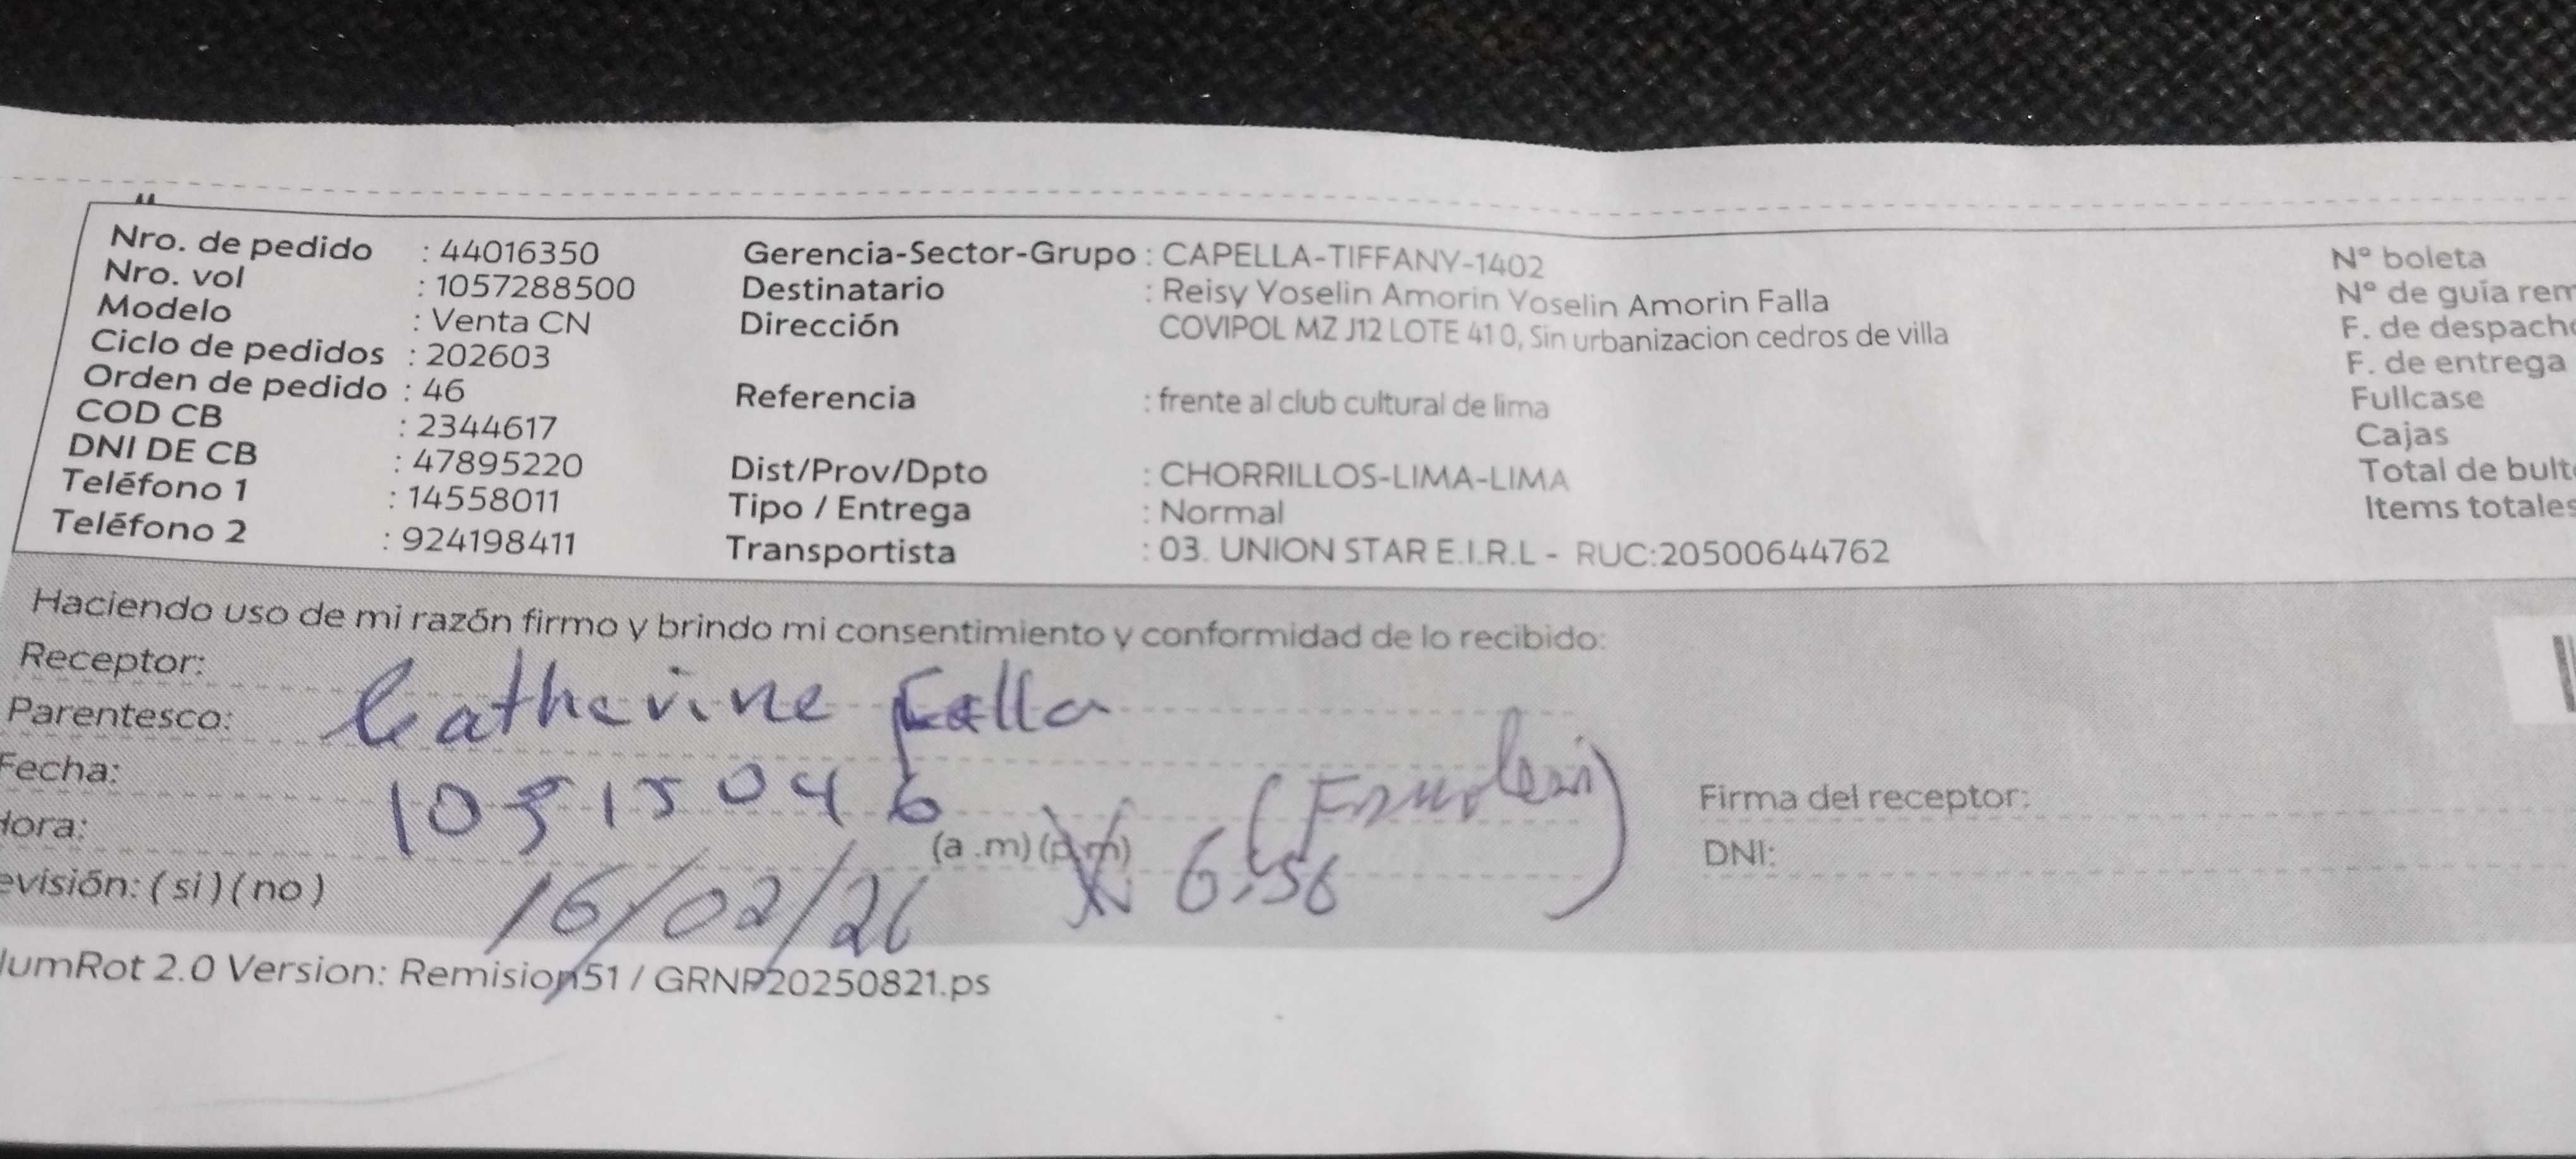 Nro. de pedido : 44016350
Nro. vol : 1057288500
Modelo : Venta CN
Ciclo de pedidos : 202603
Orden de pedido : 46
COD CB : 2344617
DNI DE CB : 47895220
Teléfono 1 : 14558011
Teléfono 2 : 924198411
Gerencia-Sector-Grupo : CAPELLA-TIFFANY-1402
Destinatario : Reisy Yoselin Amorin Yoselin Amorin Falla
Dirección COVIPOL MZ J12 LOTE 41 0, Sin urbanizacion cedros de villa
Referencia : frente al club cultural de lima
Dist/Prov/Dpto : CHORRILLOS-LIMA-LIMA
Tipo / Entrega : Normal
Transportista : 03. UNION STAR E.I.R.L - RUC:20500644762
N° boleta
N° de guía rem
F. de despacho
F. de entrega
Fullcase
Cajas
Total de bult
Items totales
Haciendo uso de mi razón firmo y brindo mi consentimiento y conformidad de lo recibido:
Receptor:
Parentesco: Catherine Falla
Fecha:
Hora: (a .m) (p.m) 6:56
evisión: ( si ) ( no ) 16/02/26
Firma del receptor:
DNI:
NumRot 2.0 Version: Remision51 / GRNP20250821.ps